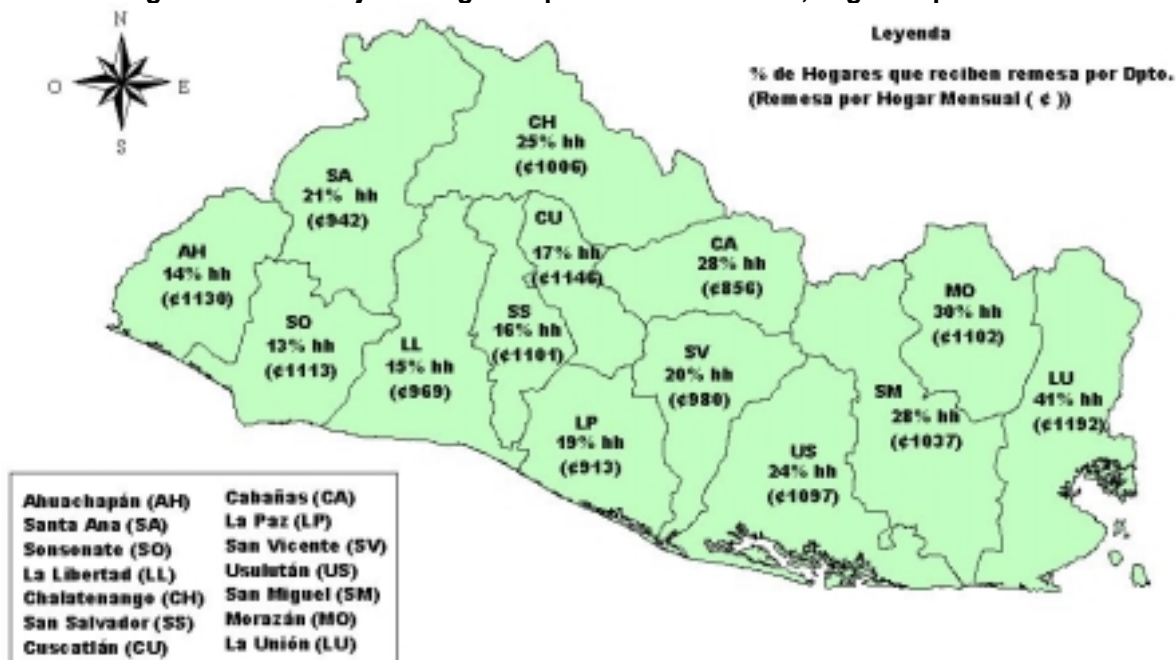 N
O
E
S
Leyenda
% de Hogares que reciben remesa por Dpto.
(Remesa por Hogar Mensual ( ¢ ))
CH
25% hh
(¢1006)
SA
21% hh
(¢942)
CU
17% hh
(¢1146)
CA
28% hh
(¢856)
AH
14% hh
(¢1130)
MO
30% hh
(¢1102)
SO
13% hh
(¢1113)
LL
15% hh
(¢969)
SS
16% hh
(¢1101)
SV
20% hh
(¢980)
LU
41% hh
(¢1192)
SM
28% hh
(¢1037)
LP
19% hh
(¢913)
US
24% hh
(¢1097)
Ahuachapán (AH)
Santa Ana (SA)
Sonsonate (SO)
La Libertad (LL)
Chalatenango (CH)
San Salvador (SS)
Cuscatlán (CU)
Cabañas (CA)
La Paz (LP)
San Vicente (SV)
Usulután (US)
San Miguel (SM)
Morazán (MO)
La Unión (LU)